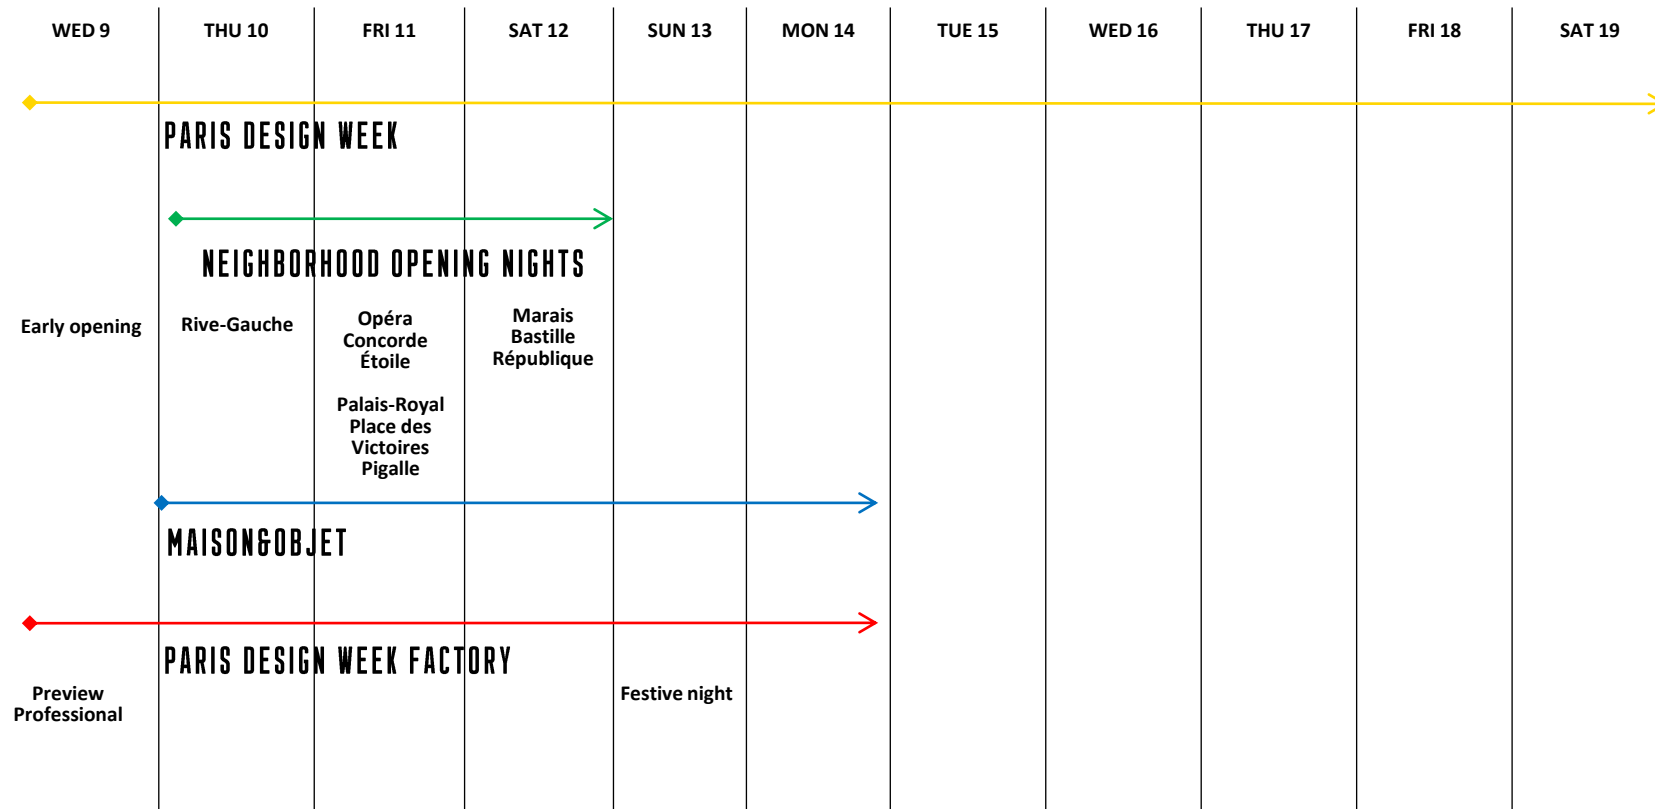 WED 9 THU 10 FRI 11 SAT 12 SUN 13 MON 14 TUE 15 WED 16 THU 17 FRI 18 SAT 19
PARIS DESIGN WEEK
NEIGHBORHOOD OPENING NIGHTS
Early opening
Rive-Gauche
Opéra
Concorde
Étoile
Palais-Royal
Place des
Victoires
Pigalle
Marais
Bastille
République
MAISON&OBJET
PARIS DESIGN WEEK FACTORY
Preview
Professional
Festive night